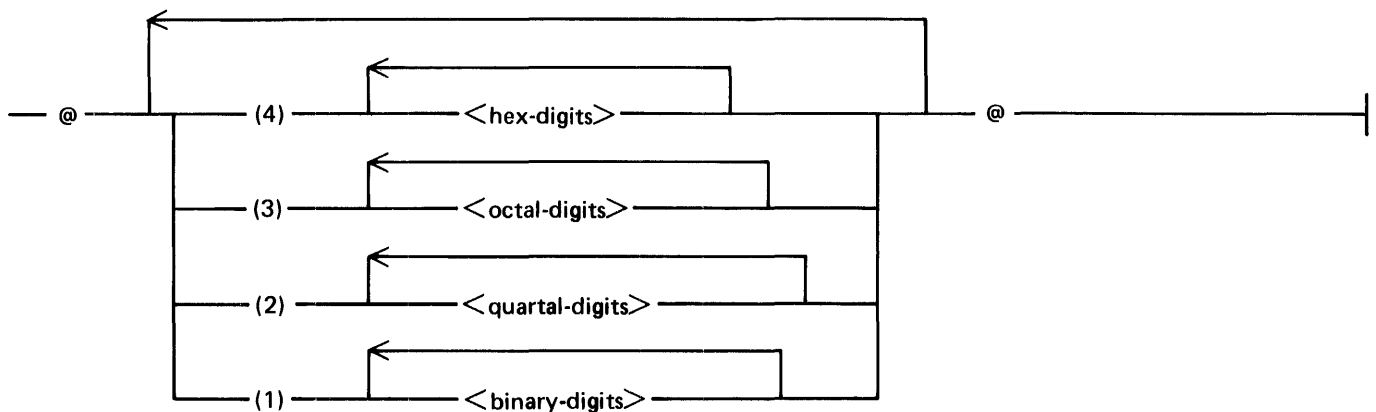 @ (4) <hex-digits> @
(3) <octal-digits>
(2) <quartal-digits>
(1) <binary-digits>